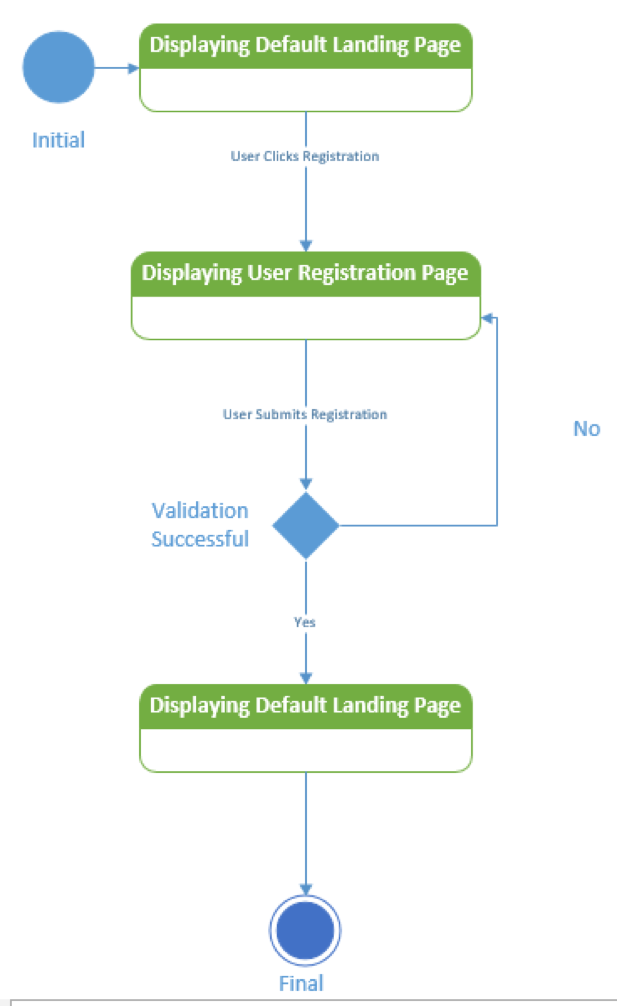 Displaying Default Landing Page
Initial
User Clicks Registration
Displaying User Registration Page
User Submits Registration
No
Validation
Successful
Yes
Displaying Default Landing Page
Final